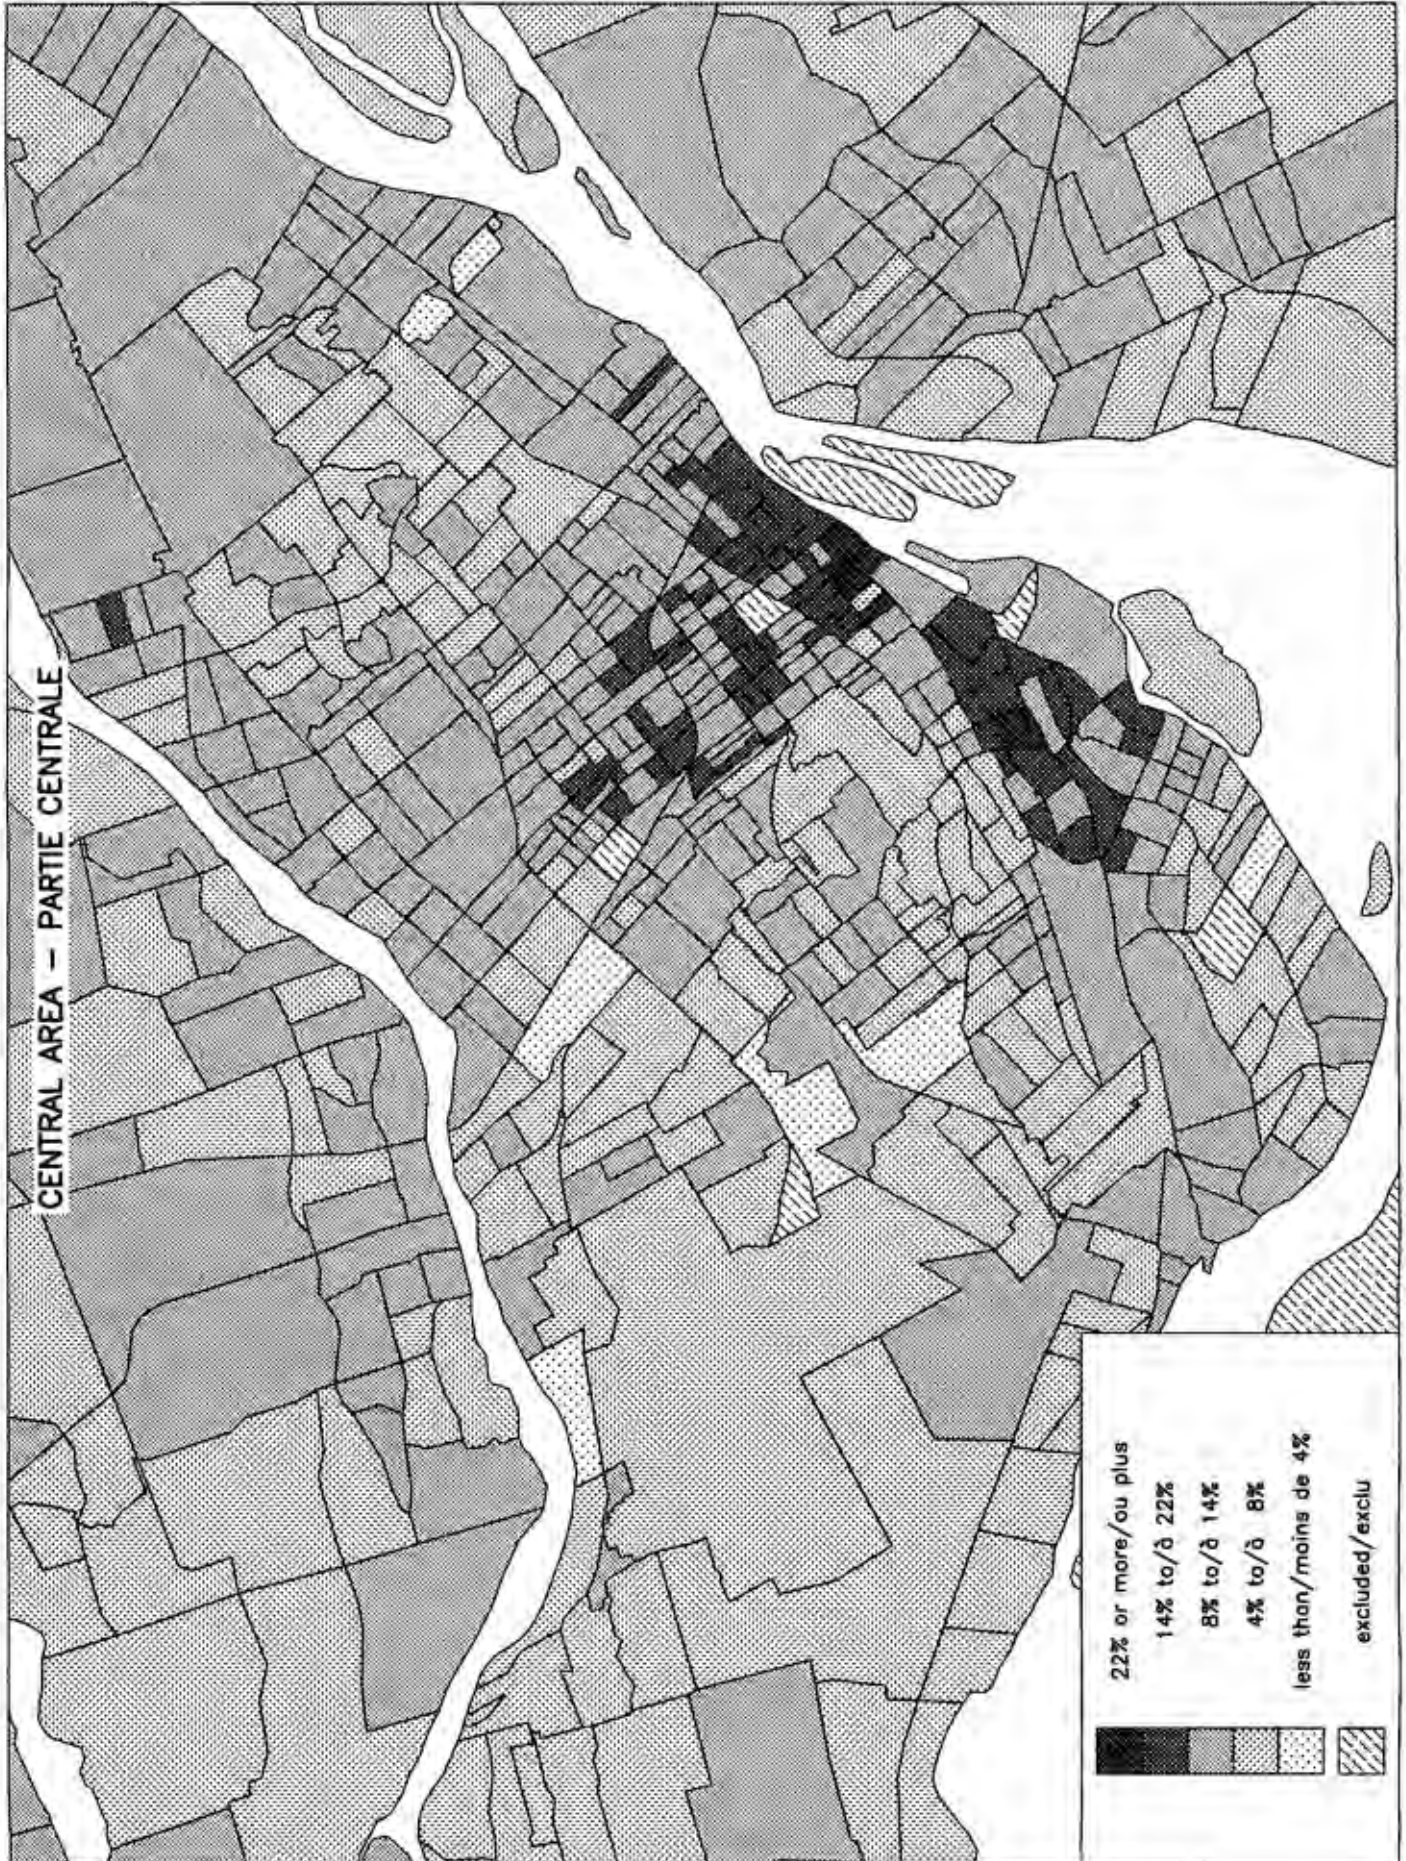 CENTRAL AREA – PARTIE CENTRALE
22% or more/ou plus
14% to/à 22%
8% to/à 14%
4% to/à 8%
less than/moins de 4%
excluded/exclu